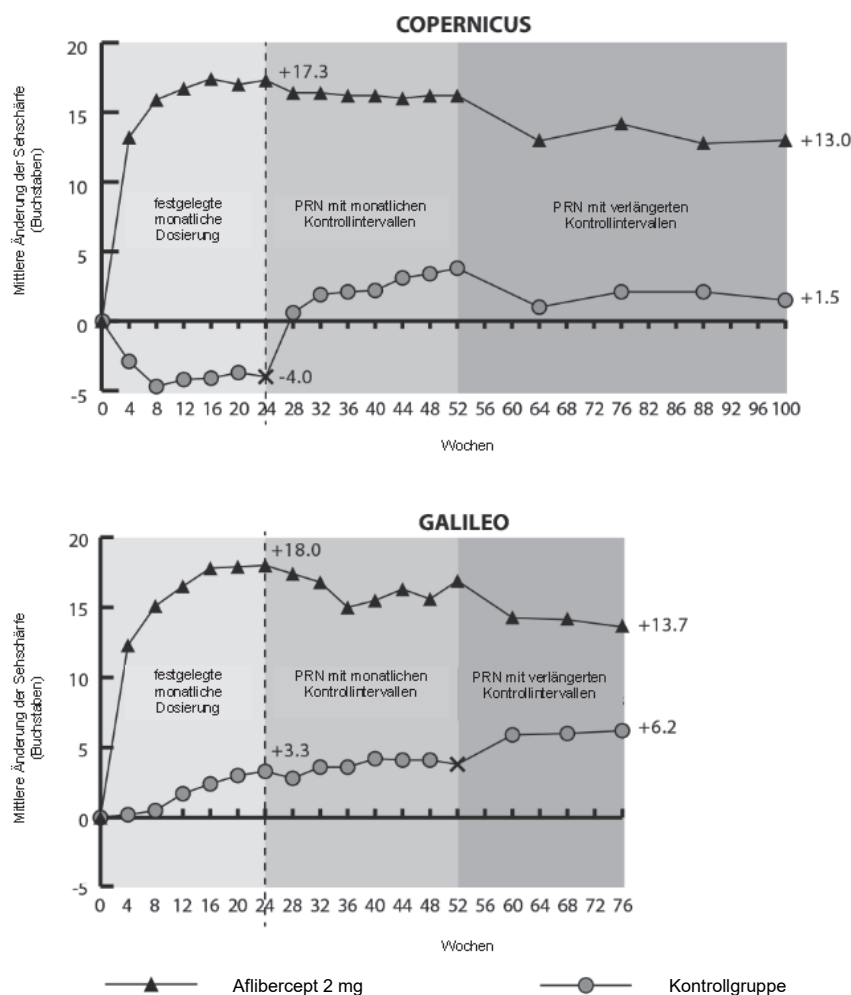 COPERNICUS
20
15
10
5
0
-5
Mittlere Änderung der Sehschärfe
(Buchstaben)
+17.3
+13.0
festgelegte
monatliche
Dosierung
PRN mit monatlichen
Kontrollintervallen
PRN mit verlängerten
Kontrollintervallen
+1.5
-4.0
0 4 8 12 16 20 24 28 32 36 40 44 48 52 56 60 64 68 72 76 82 86 84 88 92 96 100
Wochen
GALILEO
20
15
10
5
0
-5
Mittlere Änderung der Sehschärfe
(Buchstaben)
+18.0
+13.7
festgelegte
monatliche
Dosierung
PRN mit monatlichen
Kontrollintervallen
PRN mit verlängerten
Kontrollintervallen
+6.2
+3.3
0 4 8 12 16 20 24 28 32 36 40 44 48 52 56 60 64 68 72 76
Wochen
Aflibercept 2 mg
Kontrollgruppe